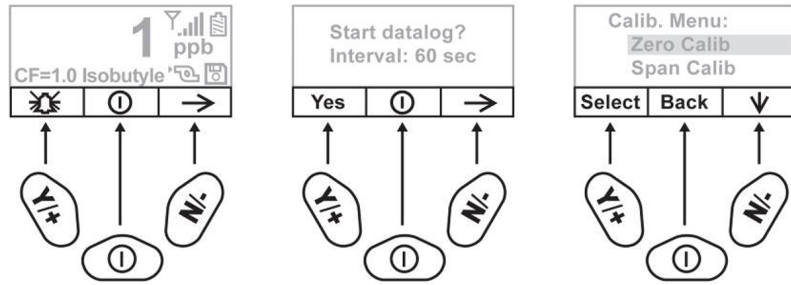 1
ppb
CF=1.0 Isobutyle
Y/+
N/-
Start datalog?
Interval: 60 sec
Yes
Y/+
N/-
Calib. Menu:
Zero Calib
Span Calib
Select Back
Y/+
N/-